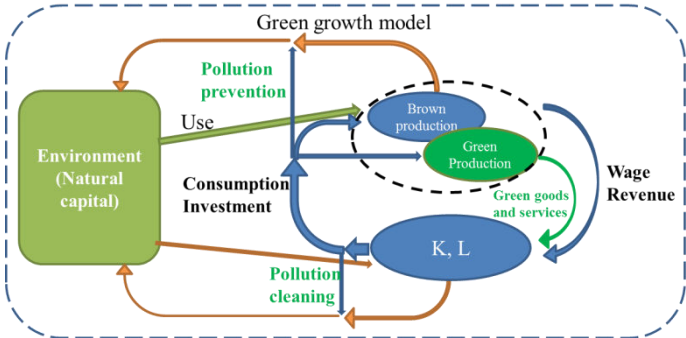 Green growth model
Pollution
prevention
Brown
production
Use
Green
Production
Environment
(Natural
capital)
Consumption
Investment
Wage
Revenue
Green goods
and services
K, L
Pollution
cleaning